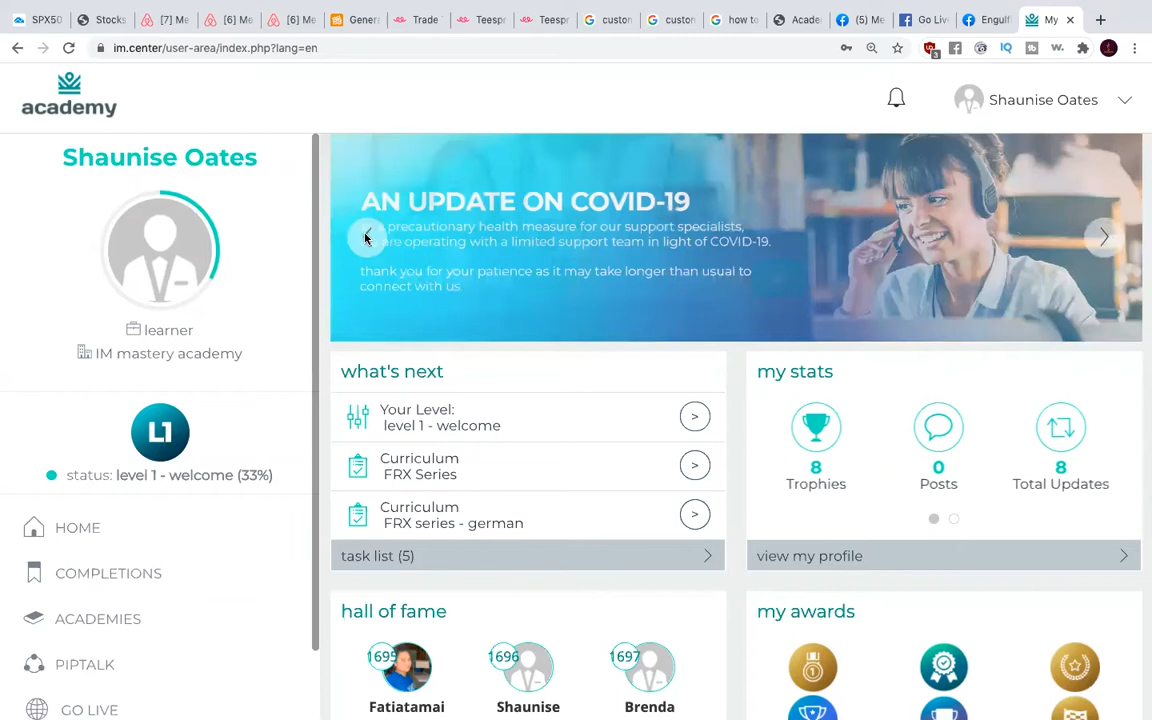 SPX50
Stocks
[7] Me
[6] Me
[6] Me
Gener
Trade
Teespr
Teespr
custon
custon
how to
Acade
(5) Me
Go Live
Engulf
My
im.center/user-area/index.php?lang=en
3
IQ
w.
academy
Shaunise Oates
Shaunise Oates
learner
IM mastery academy
L1
status: level 1 - welcome (33%)
HOME
COMPLETIONS
ACADEMIES
PIPTALK
GO LIVE
AN UPDATE ON COVID-19
a precautionary health measure for our support specialists,
are operating with a limited support team in light of COVID-19.
thank you for your patience as it may take longer than usual to
connect with us.
what's next
Your Level:
level 1 - welcome
>
Curriculum
FRX Series
>
Curriculum
FRX series - german
>
task list (5)
my stats
8
Trophies
0
Posts
8
Total Updates
view my profile
hall of fame
1695
Fatiatamai
1696
Shaunise
1697
Brenda
my awards
1